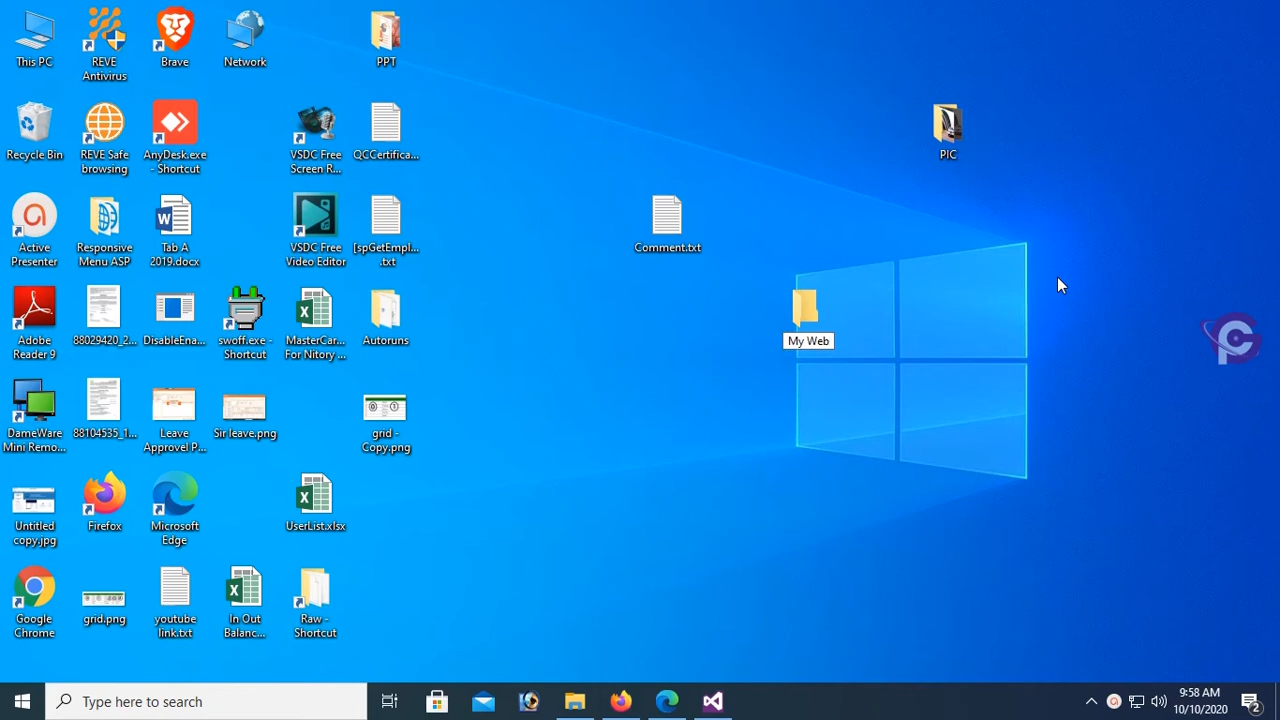 This PC
REVE
Antivirus
Brave
Network
PPT
Recycle Bin
REVE Safe
browsing
AnyDesk.exe
- Shortcut
VSDC Free
Screen R...
QCCertifica...
PIC
Active
Presenter
Responsive
Menu ASP
Tab A
2019.docx
VSDC Free
Video Editor
[spGetEmpl...
.txt
Comment.txt
Adobe
Reader 9
88029420_2...
DisableEna...
swoff.exe -
Shortcut
MasterCar...
For Nitory ...
Autoruns
My Web
DameWare
Mini Remo...
88104535_1...
Leave
Approvel P...
Sir leave.png
grid -
Copy.png
Untitled
copy.jpg
Firefox
Microsoft
Edge
UserList.xlsx
Google
Chrome
grid.png
youtube
link.txt
In Out
Balanc...
Raw -
Shortcut
Type here to search
9:58 AM
10/10/2020
2